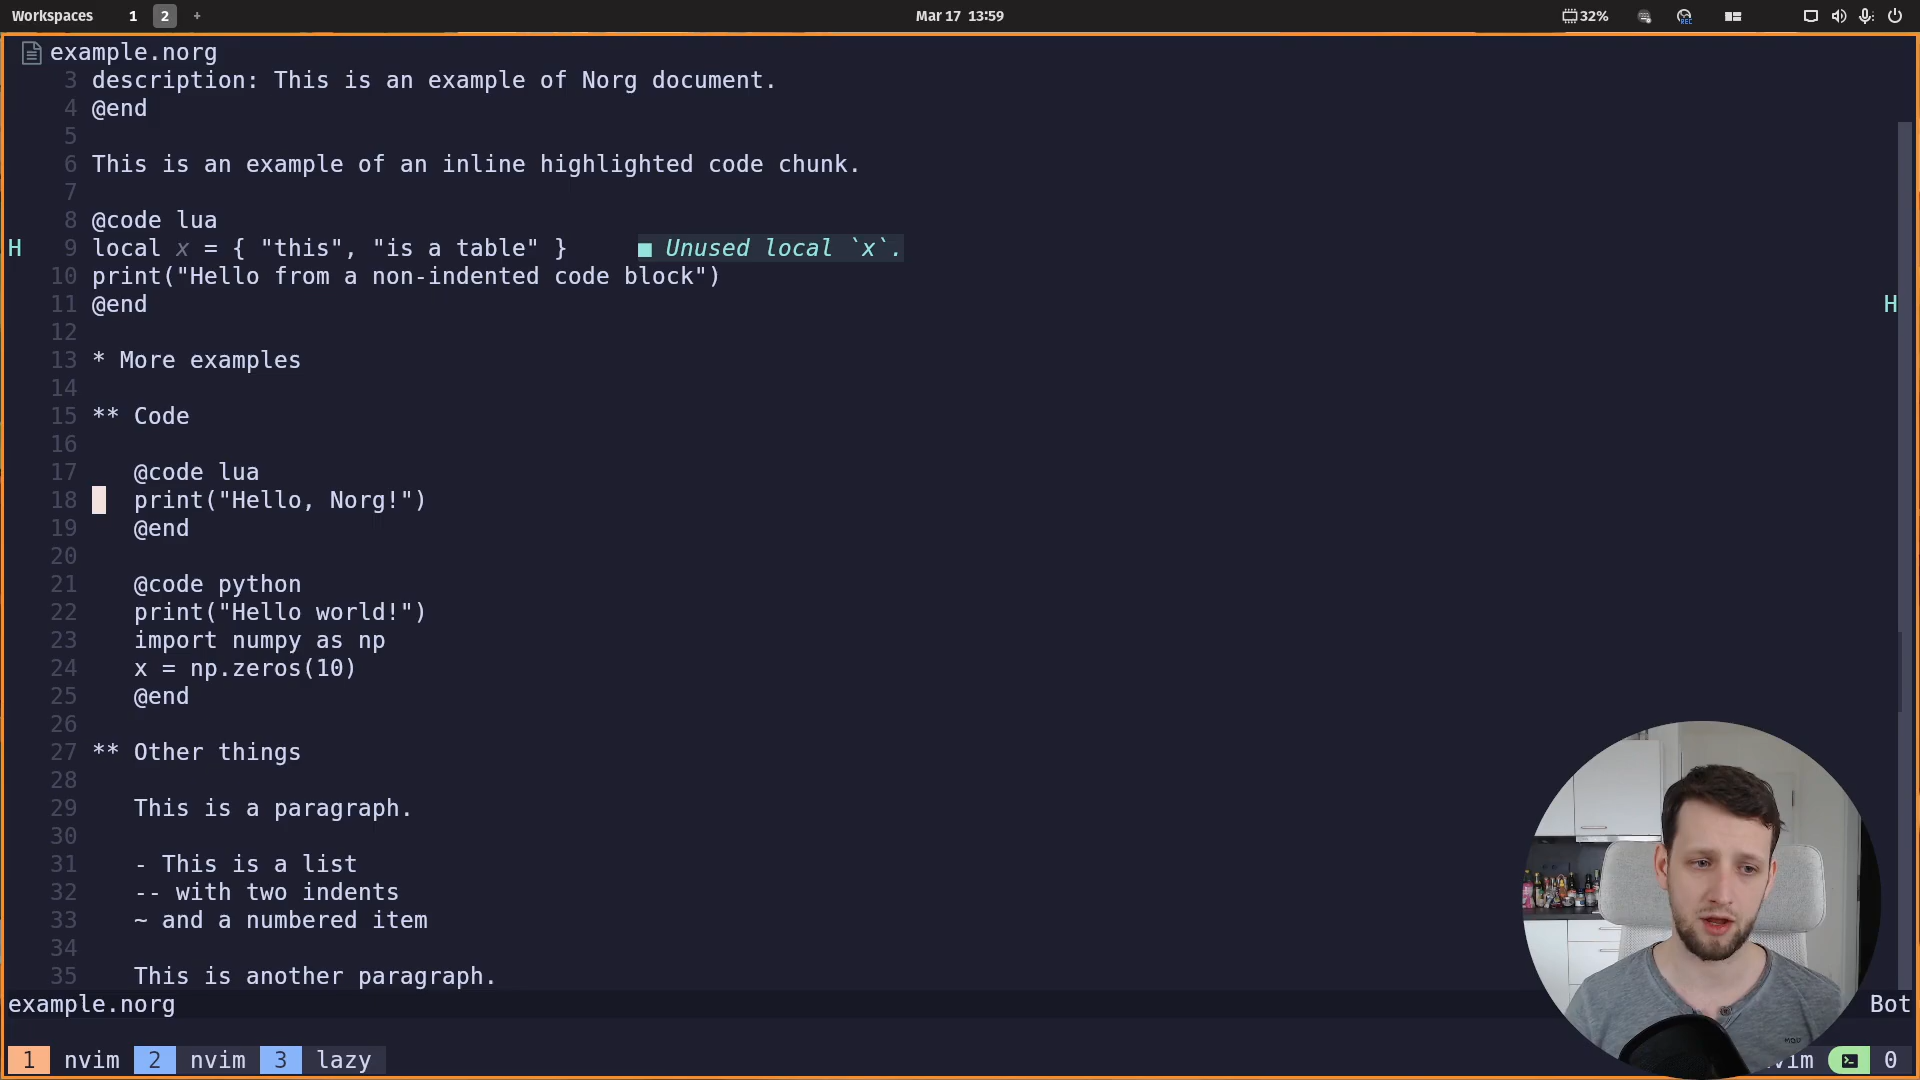 Workspaces 1 2 + Mar 17 13:59 32% REC
example.norg
3 description: This is an example of Norg document.
4 @end
5
6 This is an example of an inline highlighted code chunk.
7
8 @code lua
H 9 local x = { "this", "is a table" } ■ Unused local `x`.
10 print("Hello from a non-indented code block")
11 @end H
12
13 * More examples
14
15 ** Code
16
17 @code lua
18 print("Hello, Norg!")
19 @end
20
21 @code python
22 print("Hello world!")
23 import numpy as np
24 x = np.zeros(10)
25 @end
26
27 ** Other things
28
29 This is a paragraph.
30
31 - This is a list
32 -- with two indents
33 ~ and a numbered item
34
35 This is another paragraph.
example.norg Bot
1 nvim 2 nvim 3 lazy vim 0